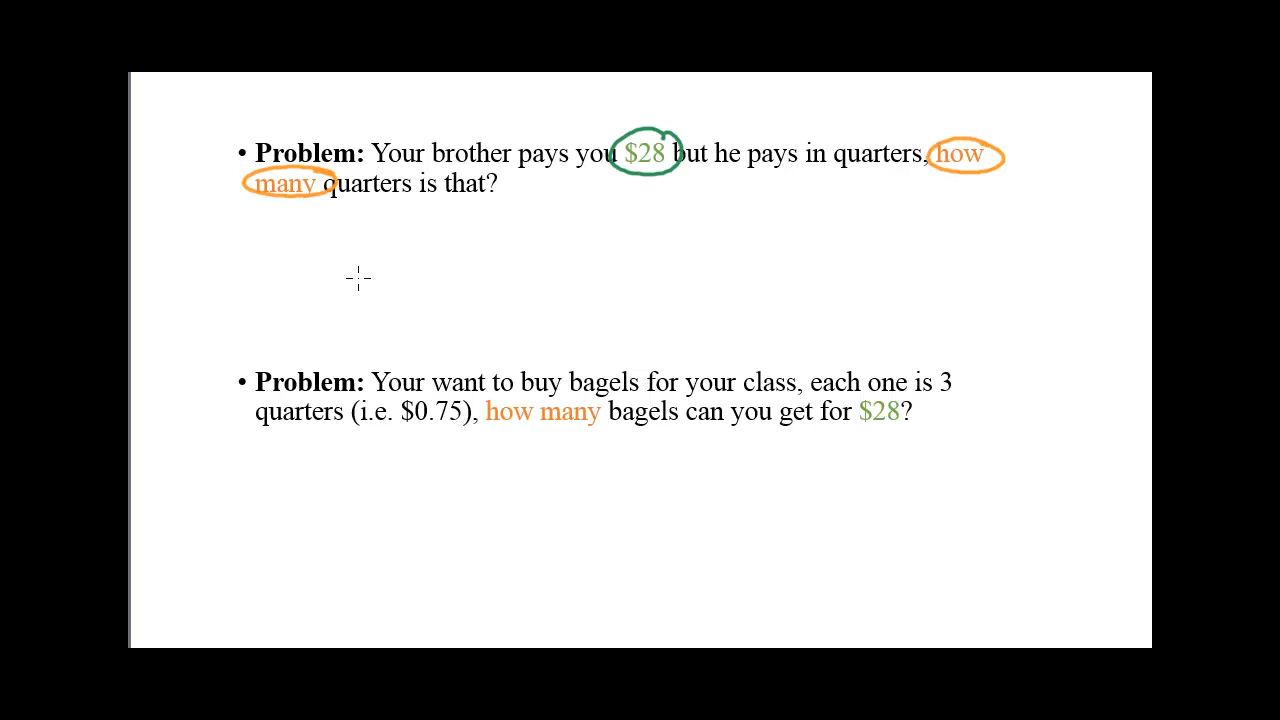 • Problem: Your brother pays you $28 but he pays in quarters, how
many quarters is that?
• Problem: Your want to buy bagels for your class, each one is 3
quarters (i.e. $0.75), how many bagels can you get for $28?